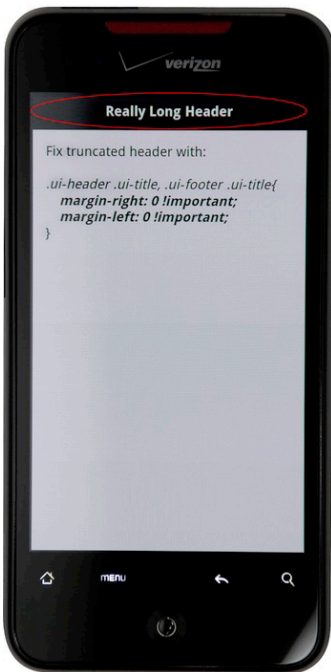 verizon
Really Long Header
Fix truncated header with:
.ui-header .ui-title, .ui-footer .ui-title{
margin-right: 0 !important;
margin-left: 0 !important;
}
MENU